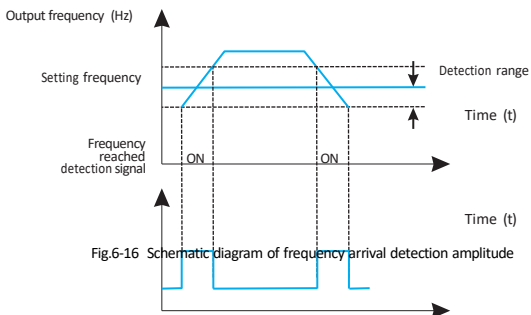 Output frequency (Hz)
Setting frequency
Detection range
Time (t)
Frequency
reached
detection signal
ON
ON
Time (t)
Fig.6-16 Schematic diagram of frequency arrival detection amplitude